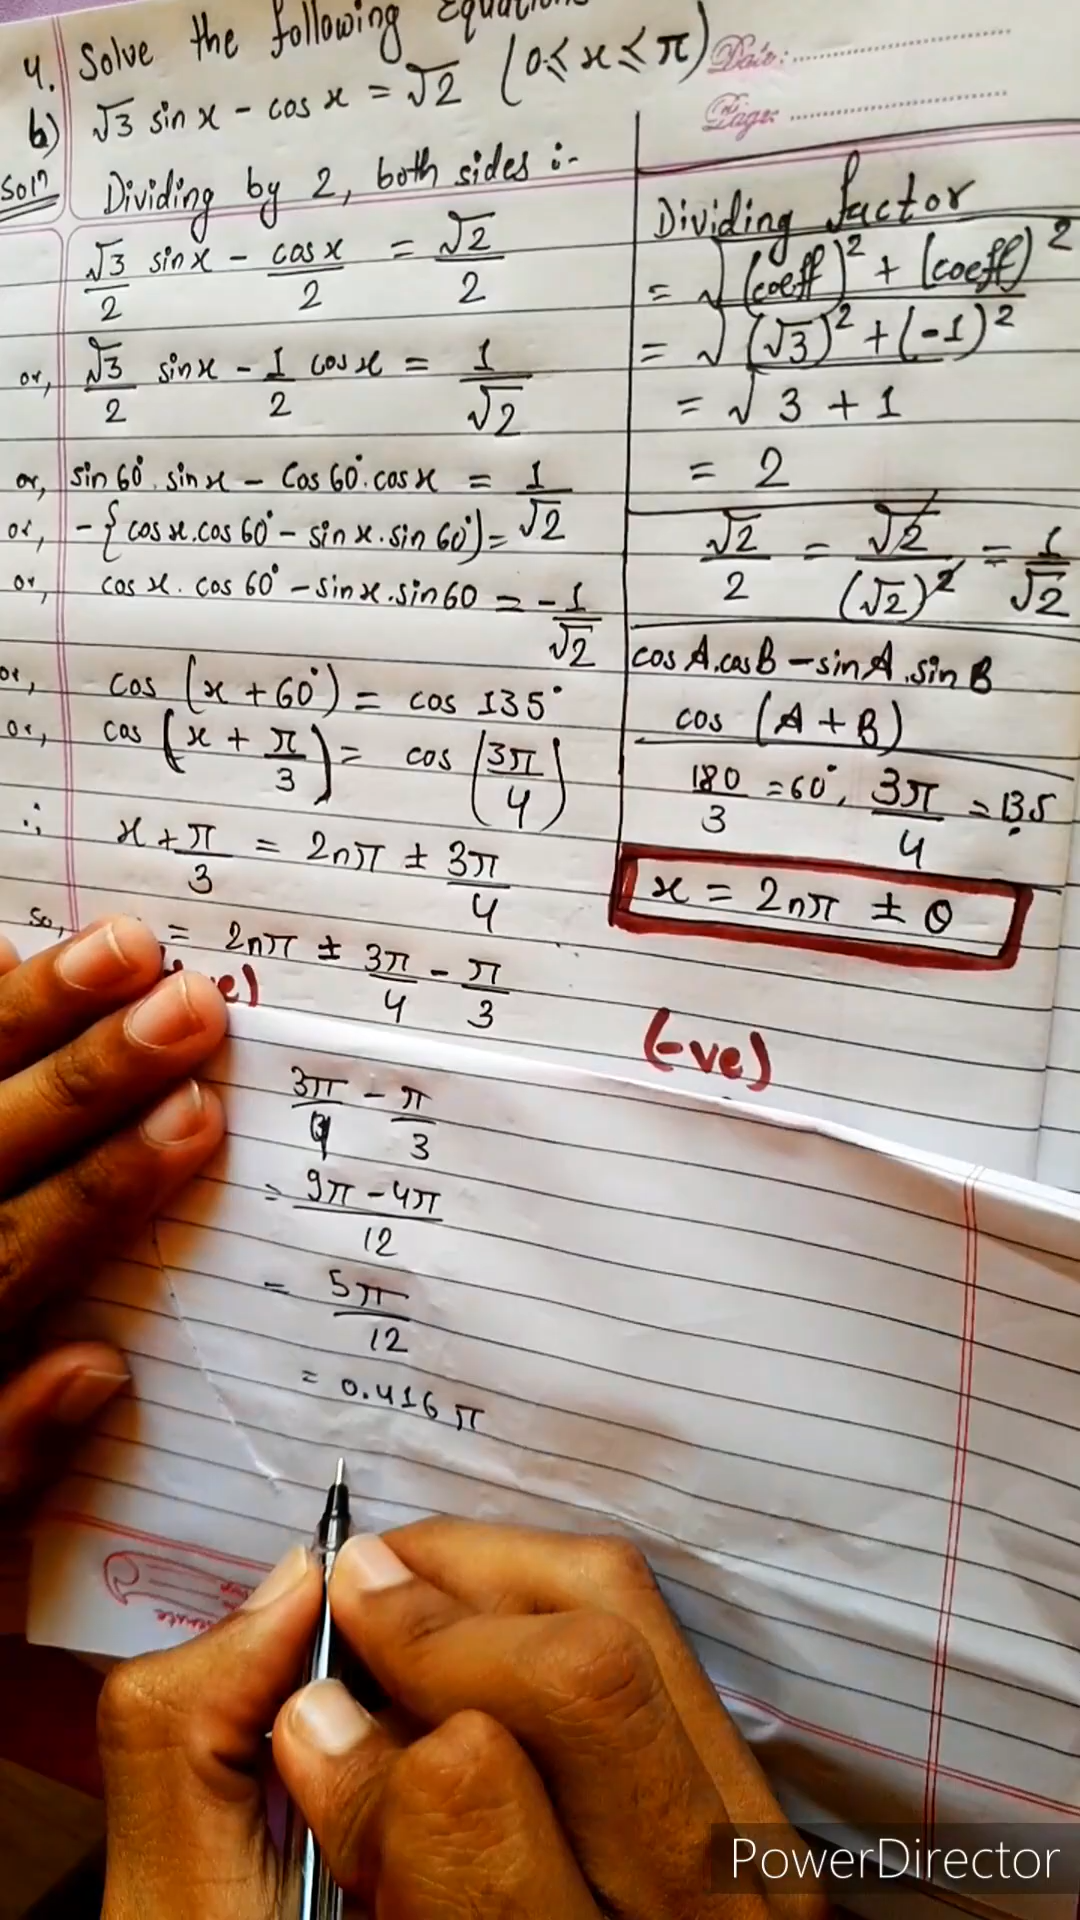 4. Solve the following Equations
b) √3 sin x - cos x = √2 (0≤x≤π)
Date:
Page:
Soln Dividing by 2, both sides :-
√3/2 sin x - cos x/2 = √2/2
or, √3/2 sin x - 1/2 cos x = 1/√2
or, sin 60°. sin x - Cos 60°. cos x = 1/√2
or, - {cos x. cos 60° - sin x. sin 60°) = 1/√2
or, cos x. cos 60° - sin x. sin 60 = -1/√2
or, cos (x + 60°) = cos 135°
or, cos (x + π/3) = cos (3π/4)
∴ x + π/3 = 2nπ ± 3π/4
so, = 2nπ ± 3π/4 - π/3
Dividing factor
= √(coeff)² + (coeff)²
= √(√3)² + (-1)²
= √3 + 1
= 2
√2/2 = √2/(√2)² = 1/√2
cos A. cos B - sin A. sin B
cos (A + B)
180/3 = 60°, 3π/4 = 135
x = 2nπ ± θ
(-ve)
3π/4 - π/3
= 9π - 4π/12
= 5π/12
= 0.416 π
PowerDirector